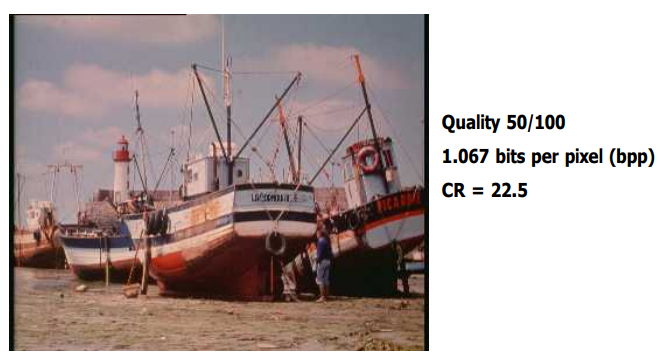 Quality 50/100
1.067 bits per pixel (bpp)
CR = 22.5